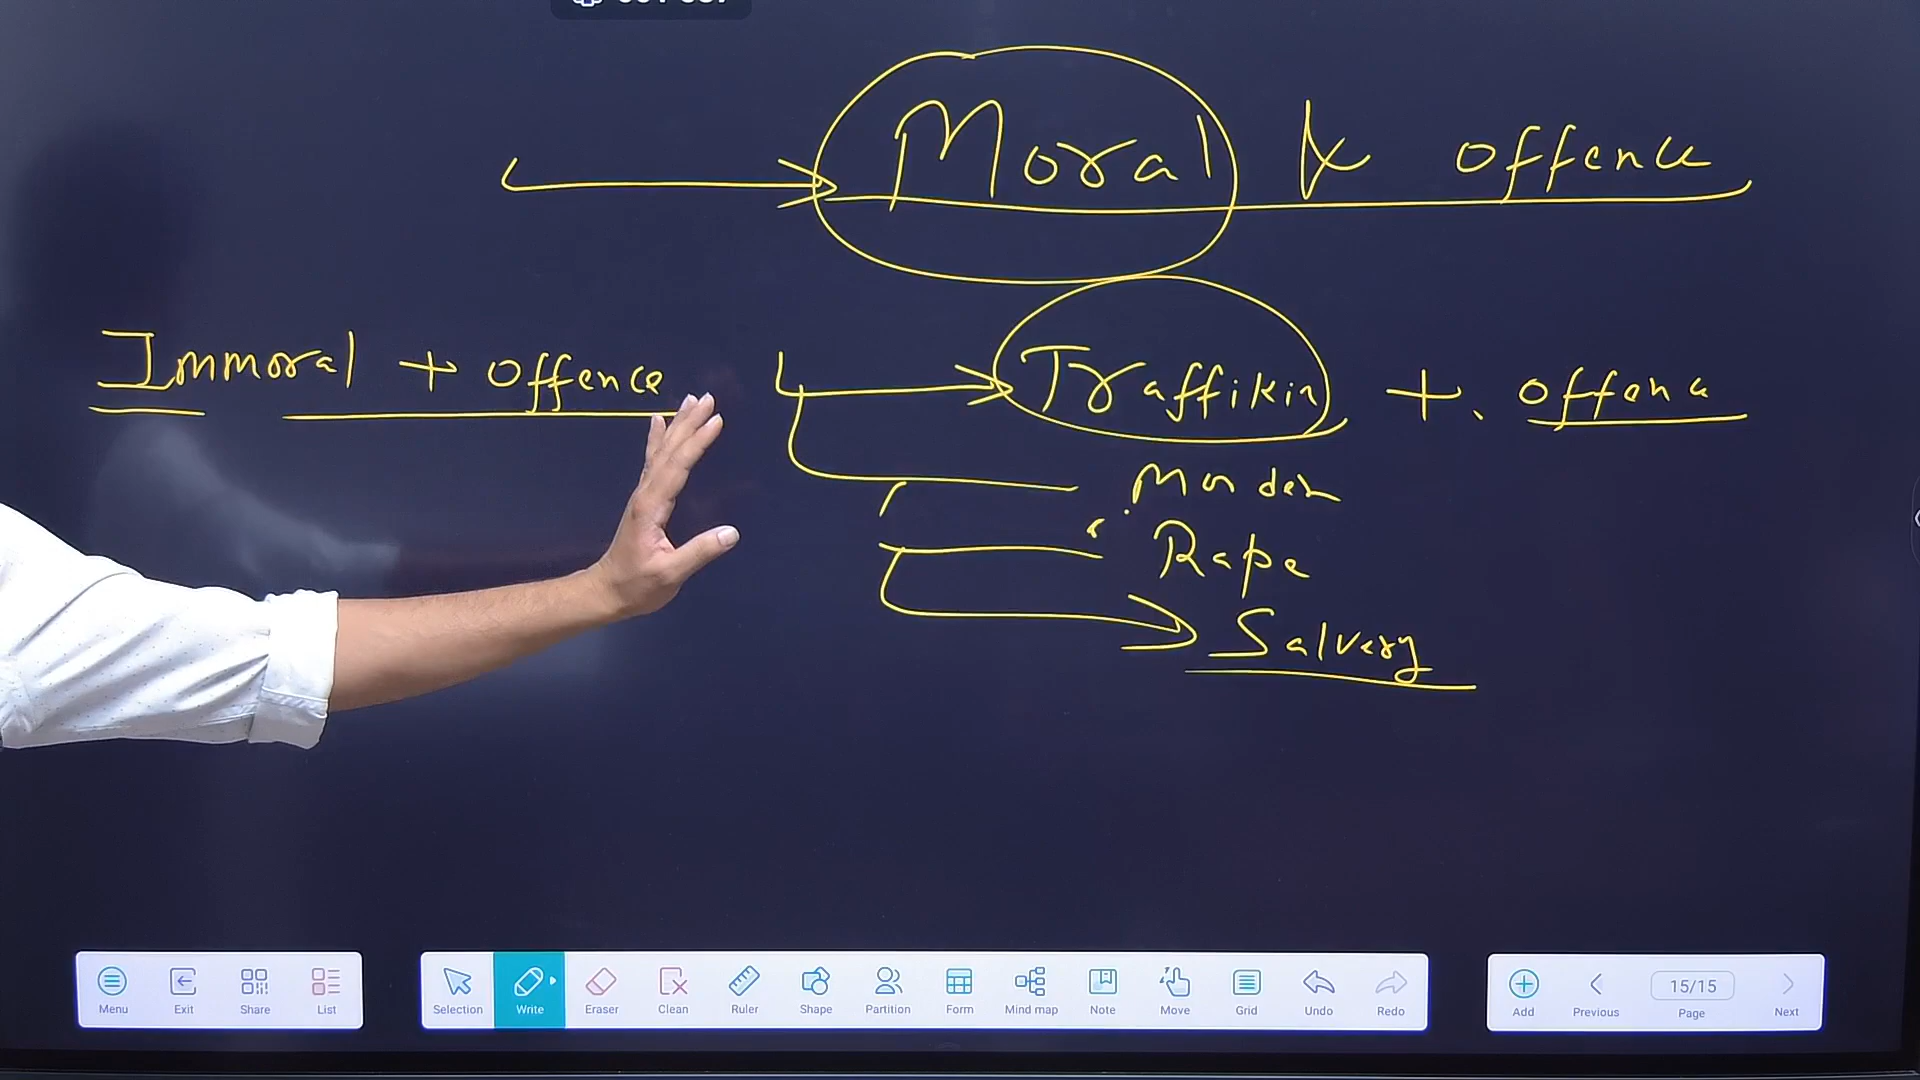 Moral & offence
Immoral + offence
Traffikin + offence
Murder
Rape
Salvery
Menu Exit Share List
Selection Write Eraser Clean Ruler Shape Partition Form Mind map Note Move Grid Undo Redo
Add Previous 15/15 Page Next